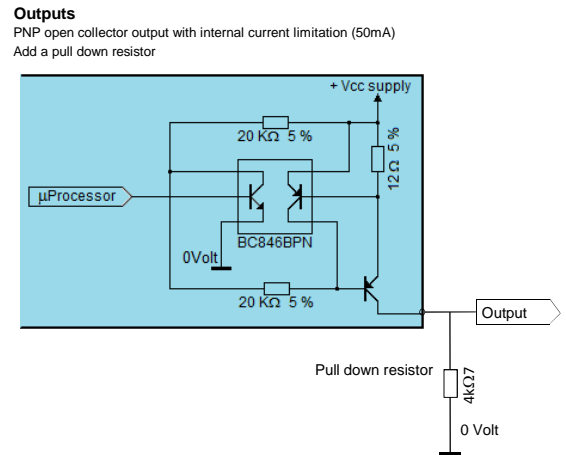 Outputs
PNP open collector output with internal current limitation (50mA)
Add a pull down resistor
+ Vcc supply
20 KΩ 5 %
12 Ω 5 %
µProcessor
BC846BPN
0Volt
20 KΩ 5 %
Output
Pull down resistor
4kΩ7
0 Volt